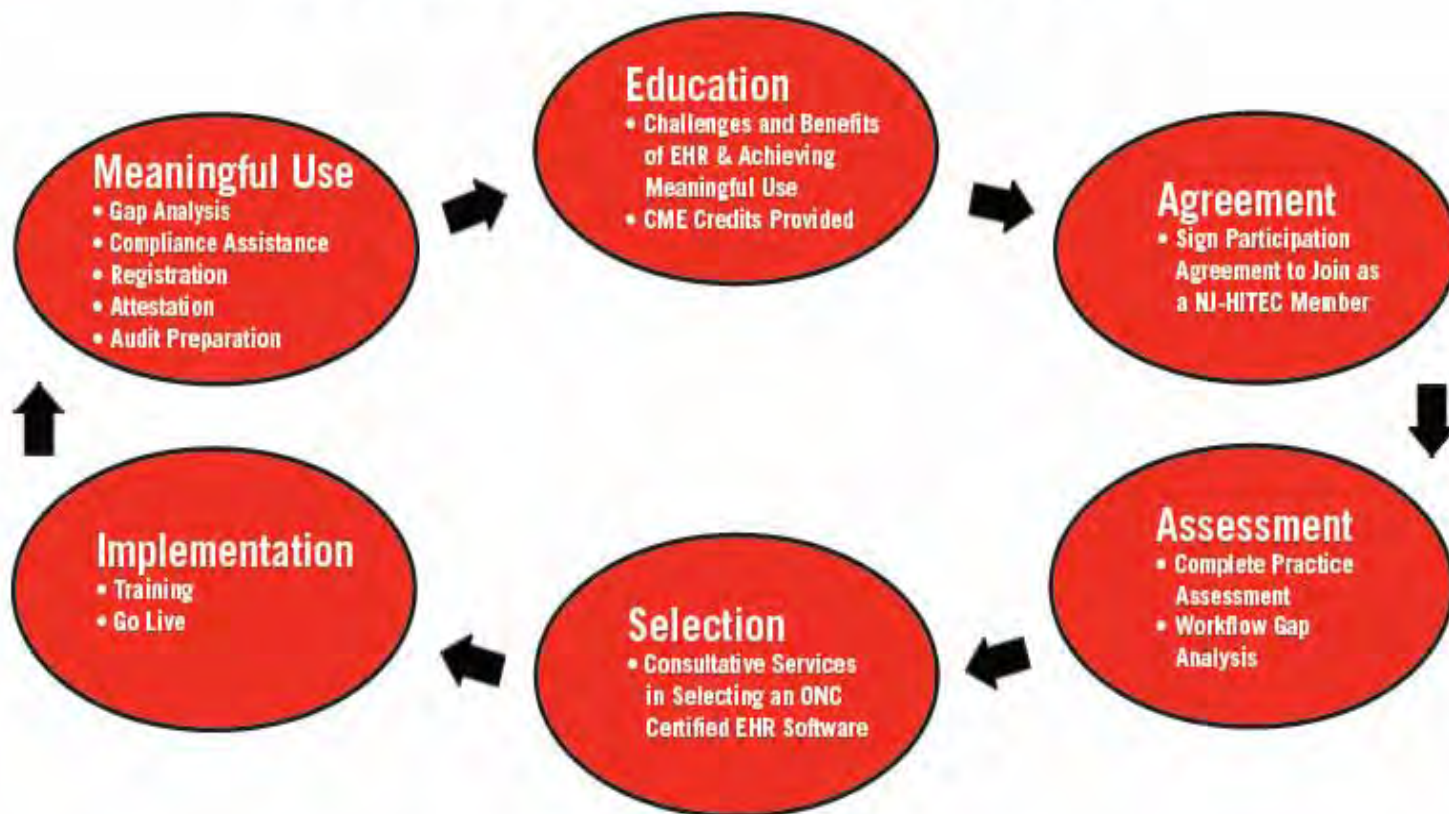 Education
• Challenges and Benefits
of EHR & Achieving
Meaningful Use
• CME Credits Provided
Agreement
• Sign Participation
Agreement to Join as
a NJ-HITEC Member
Assessment
• Complete Practice
Assessment
• Workflow Gap
Analysis
Selection
• Consultative Services
in Selecting an ONC
Certified EHR Software
Implementation
• Training
• Go Live
Meaningful Use
• Gap Analysis
• Compliance Assistance
• Registration
• Attestation
• Audit Preparation